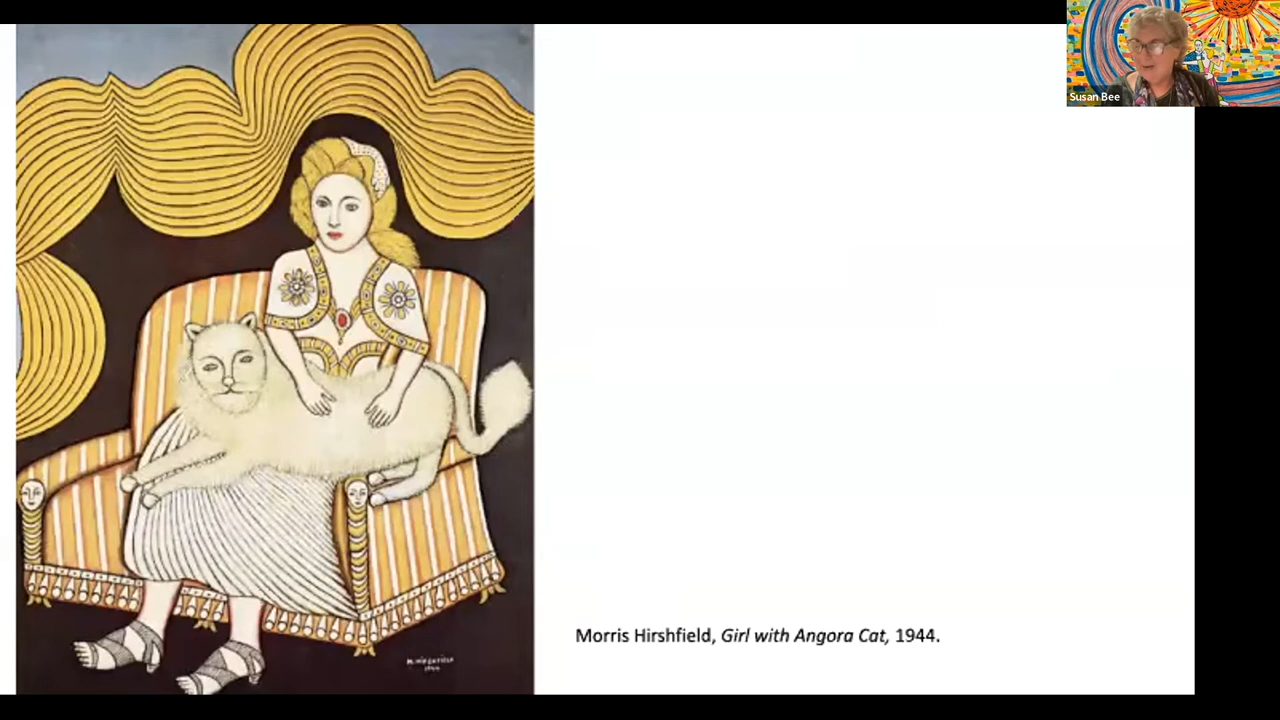 Susan Bee
Morris Hirshfield, Girl with Angora Cat, 1944.